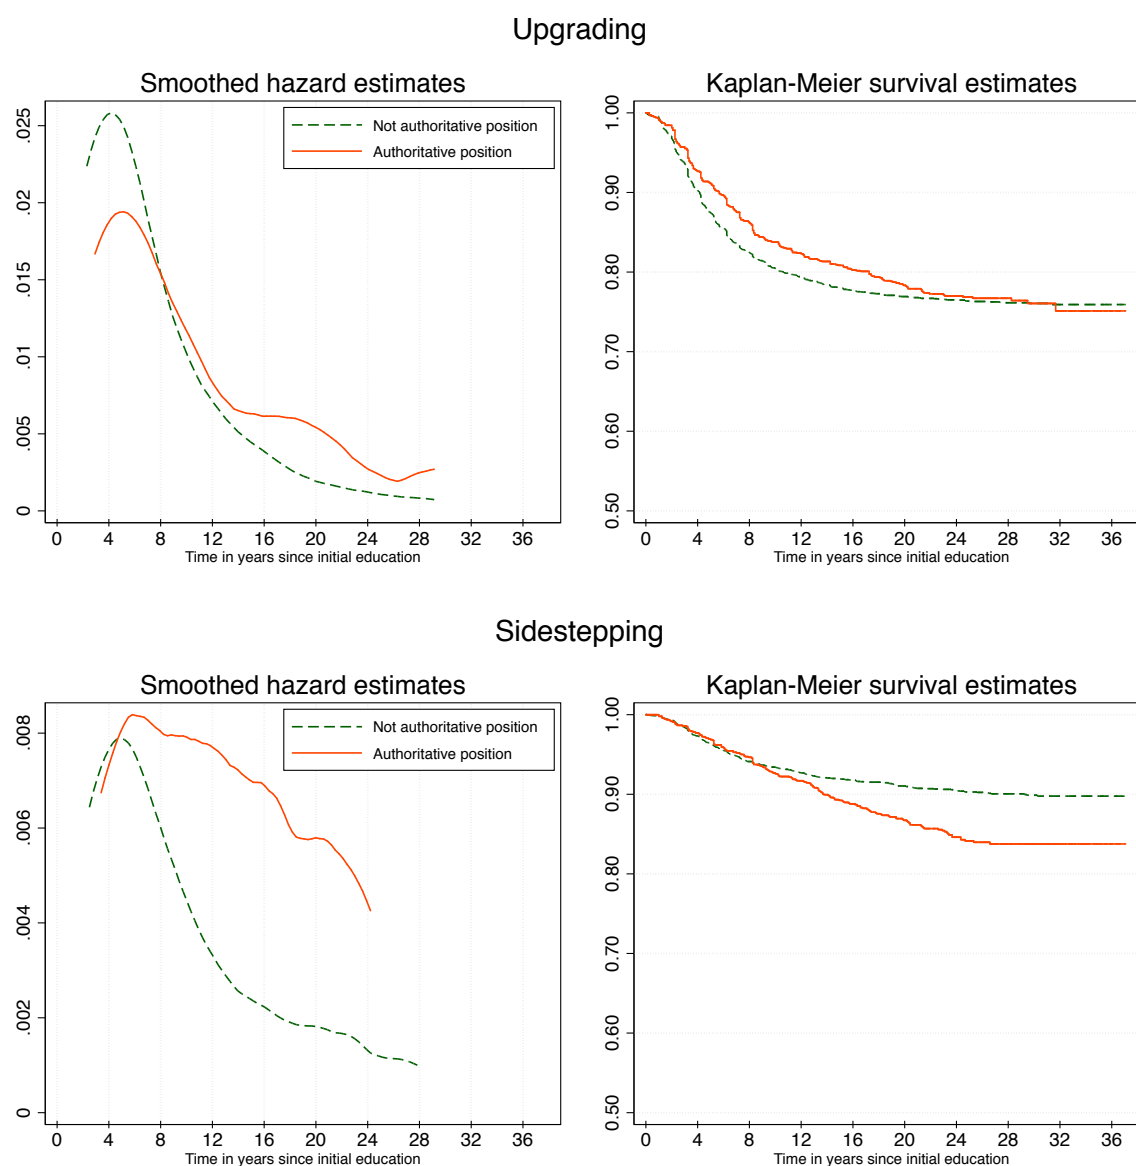 Upgrading
Smoothed hazard estimates
Not authoritative position
Authoritative position
.025
.02
.015
.01
.005
0
0 4 8 12 16 20 24 28 32 36
Time in years since initial education
Kaplan-Meier survival estimates
1.00
0.90
0.80
0.70
0.60
0.50
0 4 8 12 16 20 24 28 32 36
Time in years since initial education
Sidestepping
Smoothed hazard estimates
Not authoritative position
Authoritative position
.008
.006
.004
.002
0
0 4 8 12 16 20 24 28 32 36
Time in years since initial education
Kaplan-Meier survival estimates
1.00
0.90
0.80
0.70
0.60
0.50
0 4 8 12 16 20 24 28 32 36
Time in years since initial education